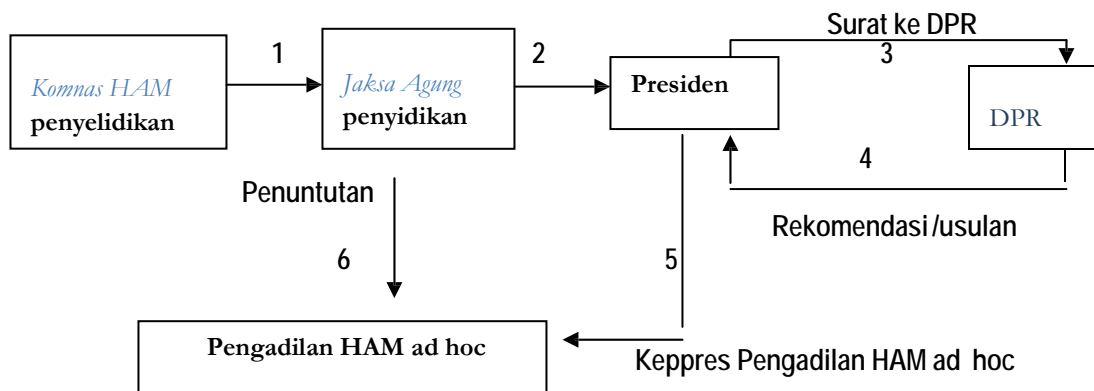 Surat ke DPR
1
2
3
Komnas HAM
penyelidikan
Jaksa Agung
penyidikan
Presiden
DPR
4
Penuntutan
Rekomendasi/usulan
6
5
Pengadilan HAM ad hoc
Keppres Pengadilan HAM ad hoc